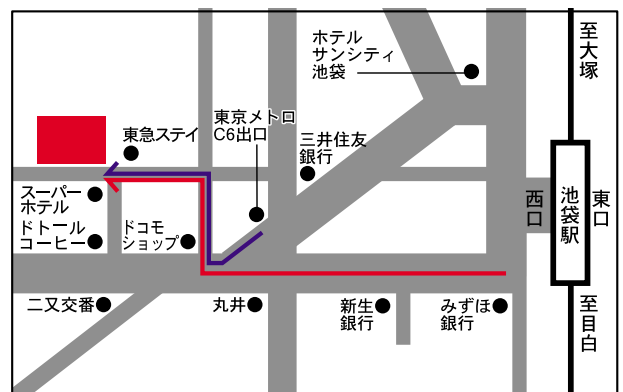 至大塚
ホテル
サンシティ
池袋
東京メトロ
C6出口
東急ステイ
三井住友
銀行
スーパー
ホテル
ドトール
コーヒー
ドコモ
ショップ
西口
池袋駅
東口
二又交番
丸井
新生
銀行
みずほ
銀行
至目白